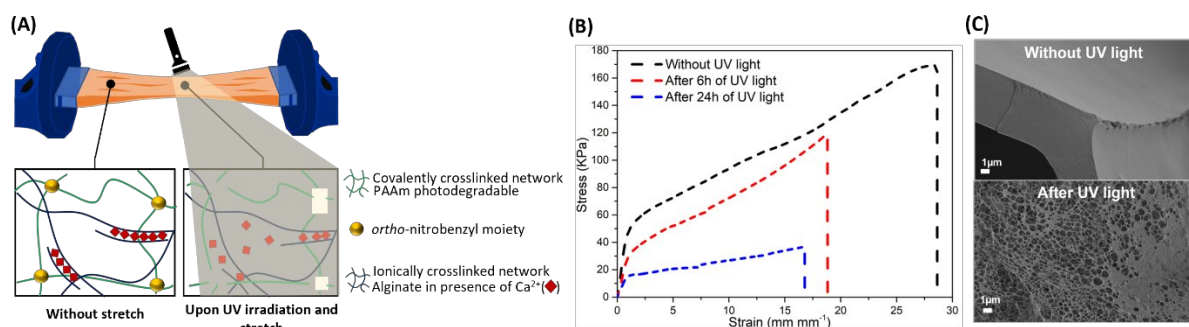 (A)
Covalently crosslinked network
PAAm photodegradable
ortho-nitrobenzyl moiety
Ionically crosslinked network
Alginate in presence of Ca²⁺(◆)
Without stretch
Upon UV irradiation and
stretch
(B)
Without UV light
After 6h of UV light
After 24h of UV light
Stress (KPa)
180
160
140
120
100
80
60
40
20
0
0
5
10
15
20
25
30
Strain (mm mm⁻¹)
(C)
Without UV light
1μm
After UV light
1μm